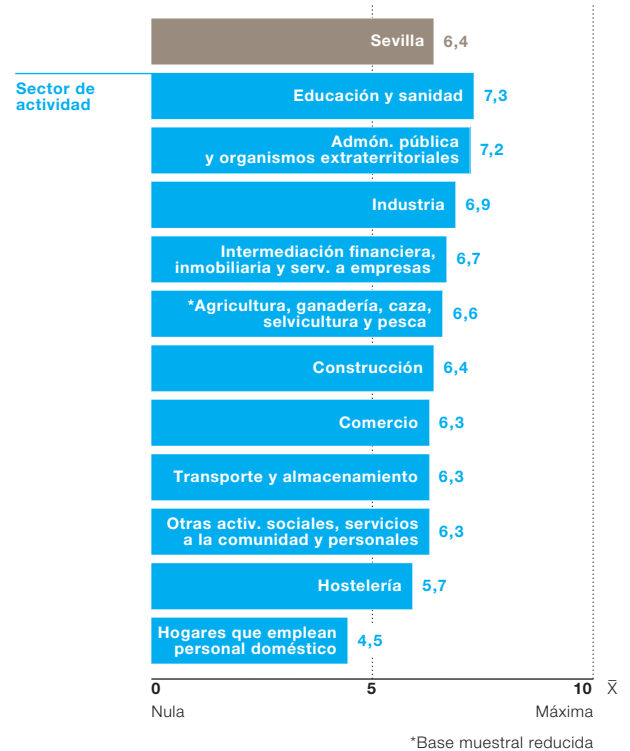 Sevilla 6,4
Sector de
actividad
Educación y sanidad 7,3
Admón. pública
y organismos extraterritoriales 7,2
Industria 6,9
Intermediación financiera,
inmobiliaria y serv. a empresas 6,7
*Agricultura, ganadería, caza,
selvicultura y pesca 6,6
Construcción 6,4
Comercio 6,3
Transporte y almacenamiento 6,3
Otras activ. sociales, servicios
a la comunidad y personales 6,3
Hostelería 5,7
Hogares que emplean
personal doméstico 4,5
0 5 10 X̅
Nula Máxima
*Base muestral reducida